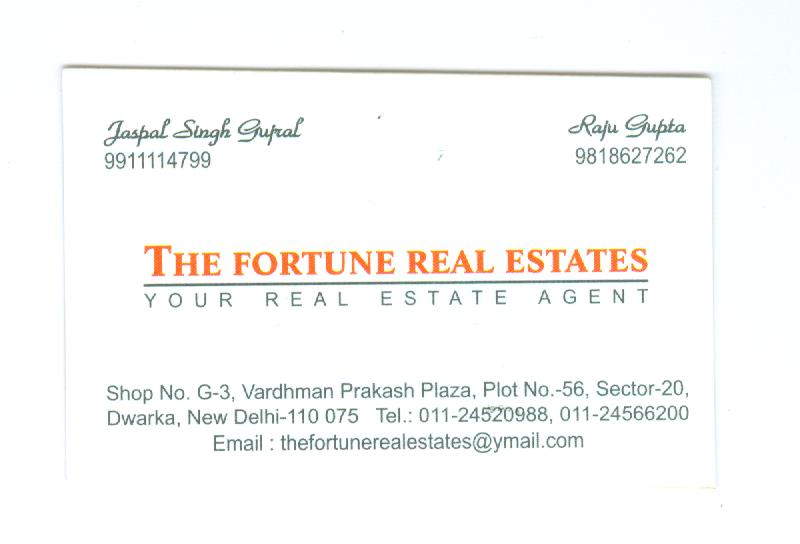 Jaspal Singh Gujral
9911114799
Raju Gupta
9818627262
THE FORTUNE REAL ESTATES
YOUR REAL ESTATE AGENT
Shop No. G-3, Vardhman Prakash Plaza, Plot No.-56, Sector-20,
Dwarka, New Delhi-110 075 Tel.: 011-24520988, 011-24566200
Email : thefortunerealestates@ymail.com